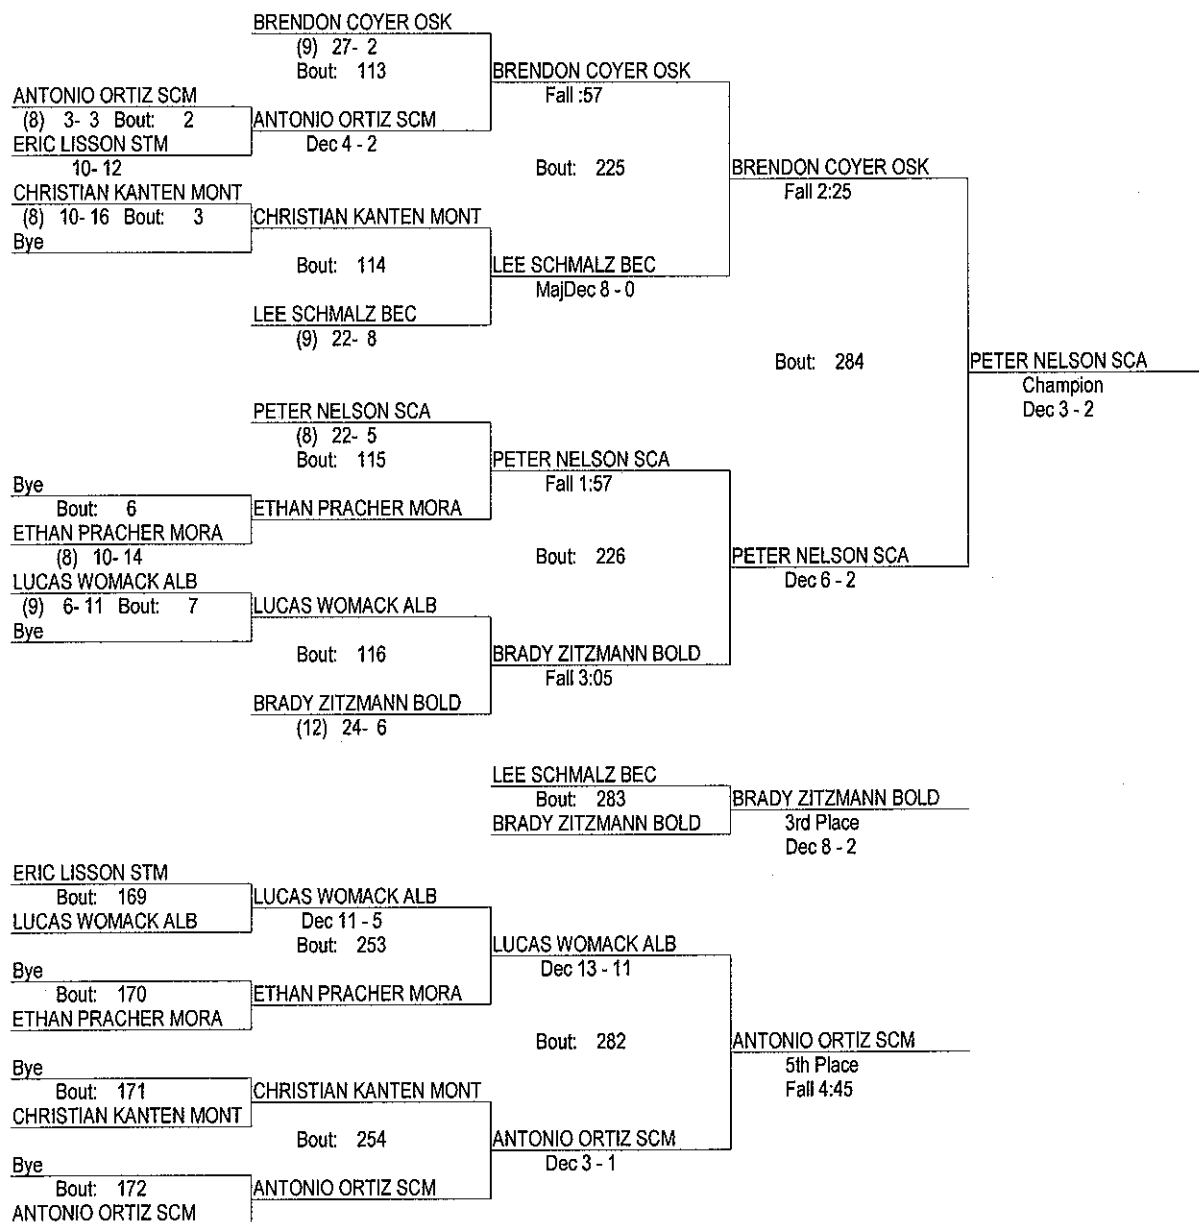 BRENDON COYER OSK
(9) 27- 2
Bout: 113
BRENDON COYER OSK
Fall :57
ANTONIO ORTIZ SCM
(8) 3- 3 Bout: 2
ANTONIO ORTIZ SCM
ERIC LISSON STM
Dec 4 - 2
10- 12
Bout: 225
BRENDON COYER OSK
Fall 2:25
CHRISTIAN KANTEN MONT
(8) 10- 16 Bout: 3
CHRISTIAN KANTEN MONT
Bye
Bout: 114
LEE SCHMALZ BEC
MajDec 8 - 0
LEE SCHMALZ BEC
(9) 22- 8
Bout: 284
PETER NELSON SCA
Champion
Dec 3 - 2
PETER NELSON SCA
(8) 22- 5
Bout: 115
PETER NELSON SCA
Fall 1:57
Bye
Bout: 6
ETHAN PRACHER MORA
ETHAN PRACHER MORA
(8) 10- 14
Bout: 226
PETER NELSON SCA
Dec 6 - 2
LUCAS WOMACK ALB
(9) 6- 11 Bout: 7
LUCAS WOMACK ALB
Bye
Bout: 116
BRADY ZITZMANN BOLD
Fall 3:05
BRADY ZITZMANN BOLD
(12) 24- 6
LEE SCHMALZ BEC
Bout: 283
BRADY ZITZMANN BOLD
BRADY ZITZMANN BOLD
3rd Place
Dec 8 - 2
ERIC LISSON STM
Bout: 169
LUCAS WOMACK ALB
LUCAS WOMACK ALB
Dec 11 - 5
Bout: 253
LUCAS WOMACK ALB
Dec 13 - 11
Bye
Bout: 170
ETHAN PRACHER MORA
ETHAN PRACHER MORA
Bout: 282
ANTONIO ORTIZ SCM
5th Place
Fall 4:45
Bye
Bout: 171
CHRISTIAN KANTEN MONT
CHRISTIAN KANTEN MONT
Bout: 254
ANTONIO ORTIZ SCM
Dec 3 - 1
Bye
Bout: 172
ANTONIO ORTIZ SCM
ANTONIO ORTIZ SCM